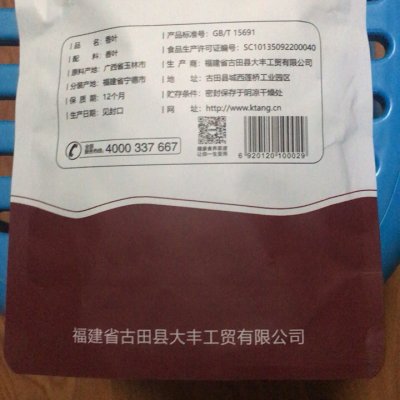 品 名：香叶
配 料：香叶
原料产地：广西省玉林市
分装产地：福建省宁德市
保 质 期：12个月
生产日期：见封口
4000 337 667
产品标准号：GB/T 15691
食品生产许可证编号：SC10135092200040
生 产 商：福建省古田县大丰工贸有限公司
地 址：古田县城西莲桥工业园区
贮存条件：密封保存于阴凉干燥处
网 址：http://www.ktang.cn
让你一生受用
6 920120 100029
福建省古田县大丰工贸有限公司